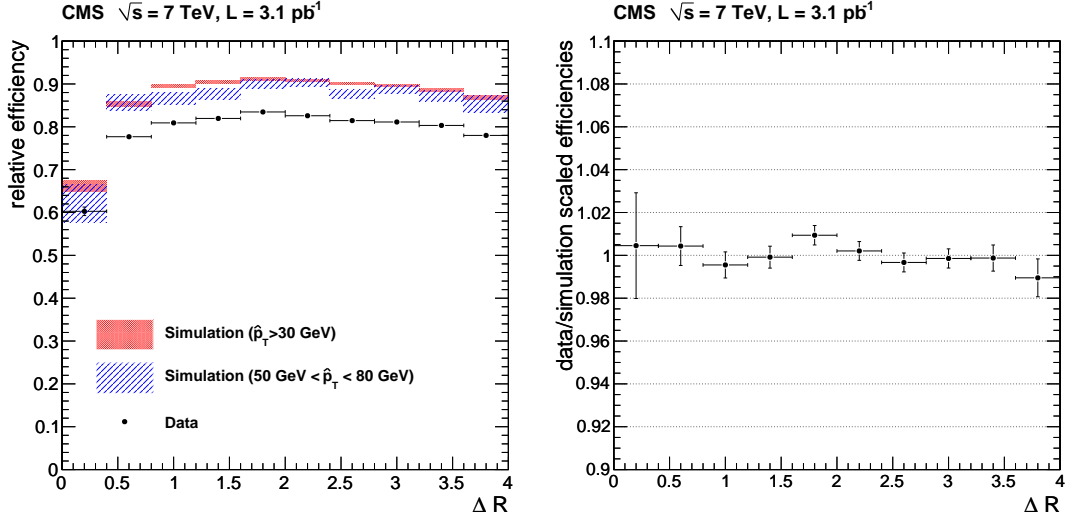 CMS √s = 7 TeV, L = 3.1 pb⁻¹
relative efficiency
1
0.9
0.8
0.7
0.6
0.5
0.4
0.3
0.2
0.1
0
Simulation (p̂_T>30 GeV)
Simulation (50 GeV < p̂_T < 80 GeV)
Data
0 0.5 1 1.5 2 2.5 3 3.5 4
Δ R
CMS √s = 7 TeV, L = 3.1 pb⁻¹
data/simulation scaled efficiencies
1.1
1.08
1.06
1.04
1.02
1
0.98
0.96
0.94
0.92
0.9
0 0.5 1 1.5 2 2.5 3 3.5 4
Δ R